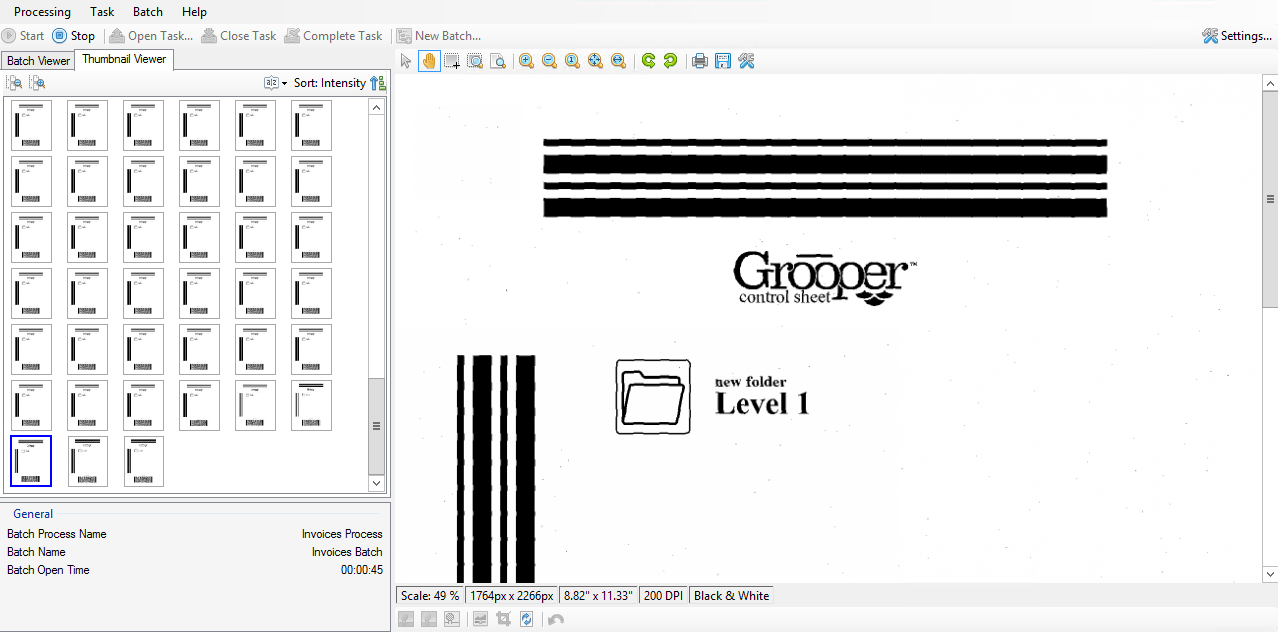 Processing Task Batch Help
Start Stop Open Task... Close Task Complete Task New Batch... Settings...
Batch Viewer Thumbnail Viewer
Sort: Intensity
Grooper™
control sheet
new folder
Level 1
General
Batch Process Name Invoices Process
Batch Name Invoices Batch
Batch Open Time 00:00:45
Scale: 49 % 1764px x 2266px 8.82" x 11.33" 200 DPI Black & White